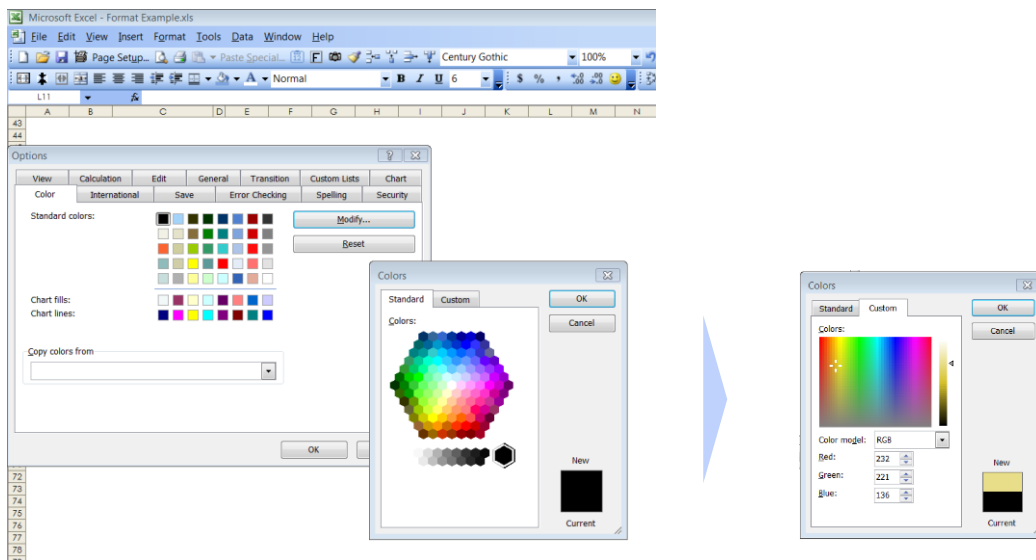 Microsoft Excel - Format Example.xls
File Edit View Insert Format Tools Data Window Help
Page Setup... Paste Special... Century Gothic 100%
Normal B I U 6 $ % ,
L11 fx
A B C D E F G H I J K L M N
43
44
Options
View Calculation Edit General Transition Custom Lists Chart
Color International Save Error Checking Spelling Security
Standard colors:
Modify...
Reset
Chart fills:
Chart lines:
Copy colors from
OK
72
73
74
75
76
77
78
Colors
Standard Custom
OK
Colors:
Cancel
New
Current
Colors
Standard Custom
OK
Colors:
Cancel
Color model: RGB
Red: 232
Green: 221
Blue: 136
New
Current